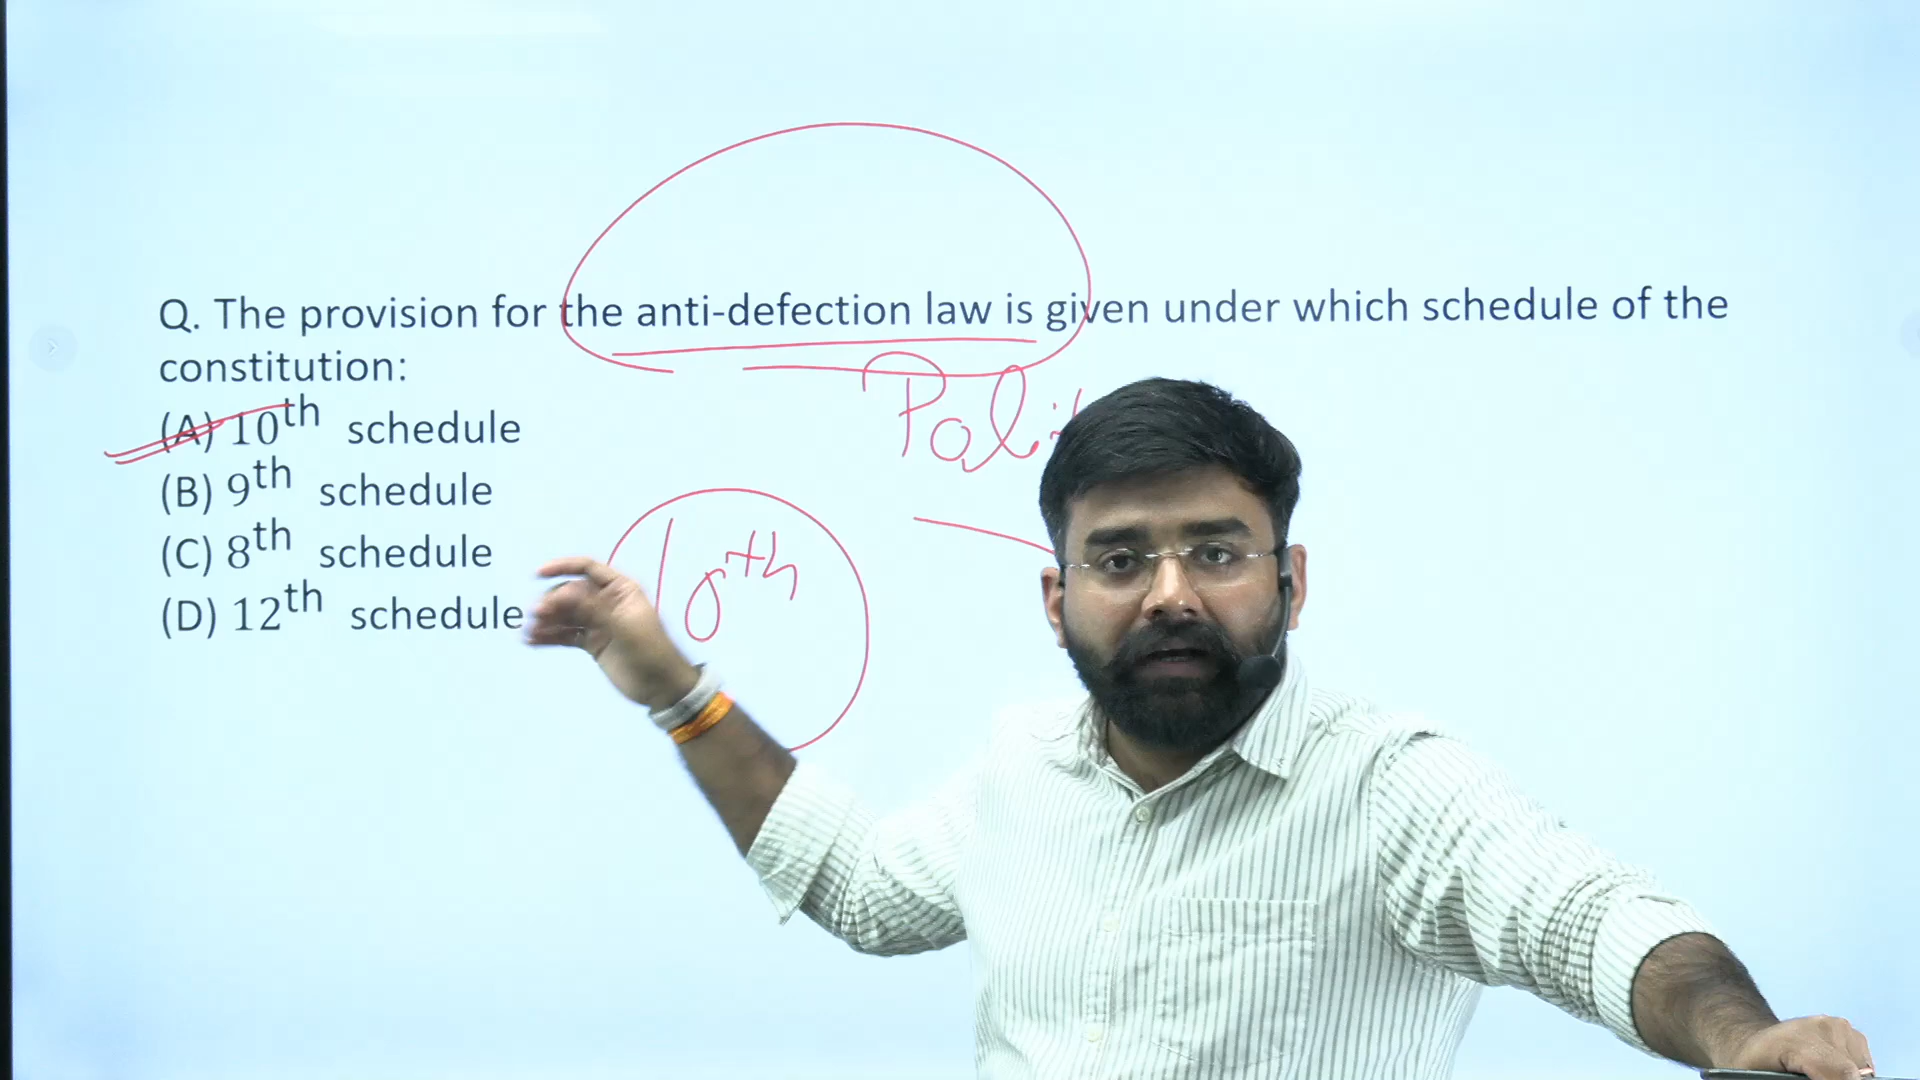 Q. The provision for the anti-defection law is given under which schedule of the
constitution:
(A) 10th schedule
(B) 9th schedule
(C) 8th schedule
(D) 12th schedule
10th